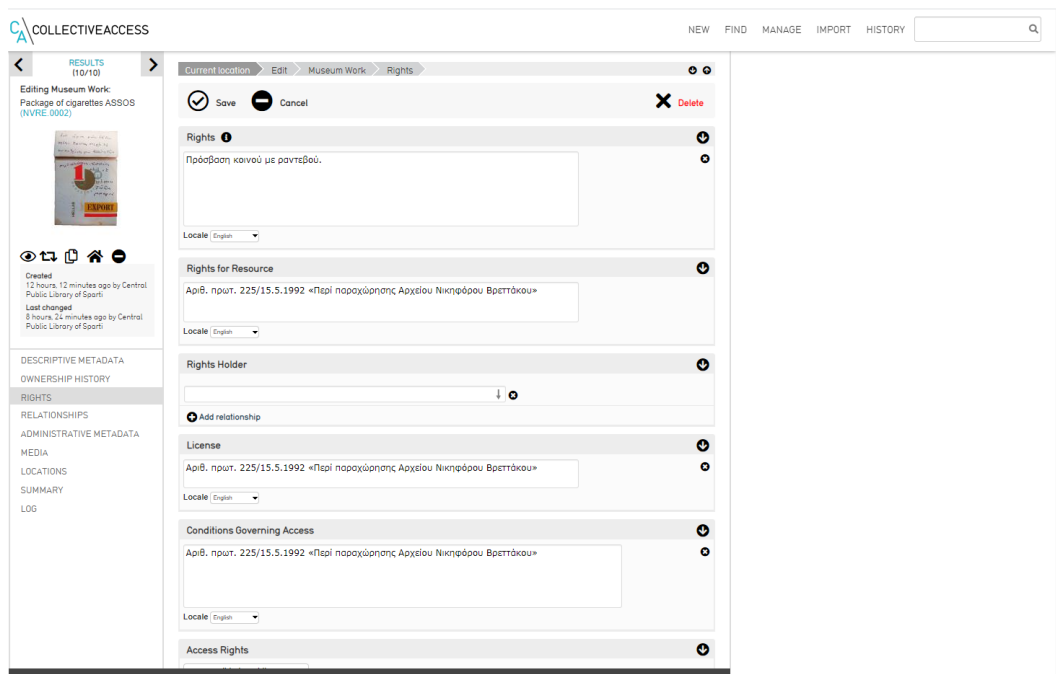 CA COLLECTIVEACCESS
NEW FIND MANAGE IMPORT HISTORY
RESULTS
(10/10)
Editing Museum Work:
Package of cigarettes ASSOS
(NVRE 0002)
1
EXPORT
Created
12 hours, 12 minutes ago by Central
Public Library of Sparti
Last changed
8 hours, 24 minutes ago by Central
Public Library of Sparti
DESCRIPTIVE METADATA
OWNERSHIP HISTORY
RIGHTS
RELATIONSHIPS
ADMINISTRATIVE METADATA
MEDIA
LOCATIONS
SUMMARY
LOG
Current location Edit Museum Work Rights
Save Cancel Delete
Rights
Πρόσβαση κοινού με ραντεβού.
Locale English
Rights for Resource
Αριθ. πρωτ. 225/15.5.1992 «Περί παραχώρησης Αρχείου Νικηφόρου Βρεττάκου»
Locale English
Rights Holder
Add relationship
License
Αριθ. πρωτ. 225/15.5.1992 «Περί παραχώρησης Αρχείου Νικηφόρου Βρεττάκου»
Locale English
Conditions Governing Access
Αριθ. πρωτ. 225/15.5.1992 «Περί παραχώρησης Αρχείου Νικηφόρου Βρεττάκου»
Locale English
Access Rights